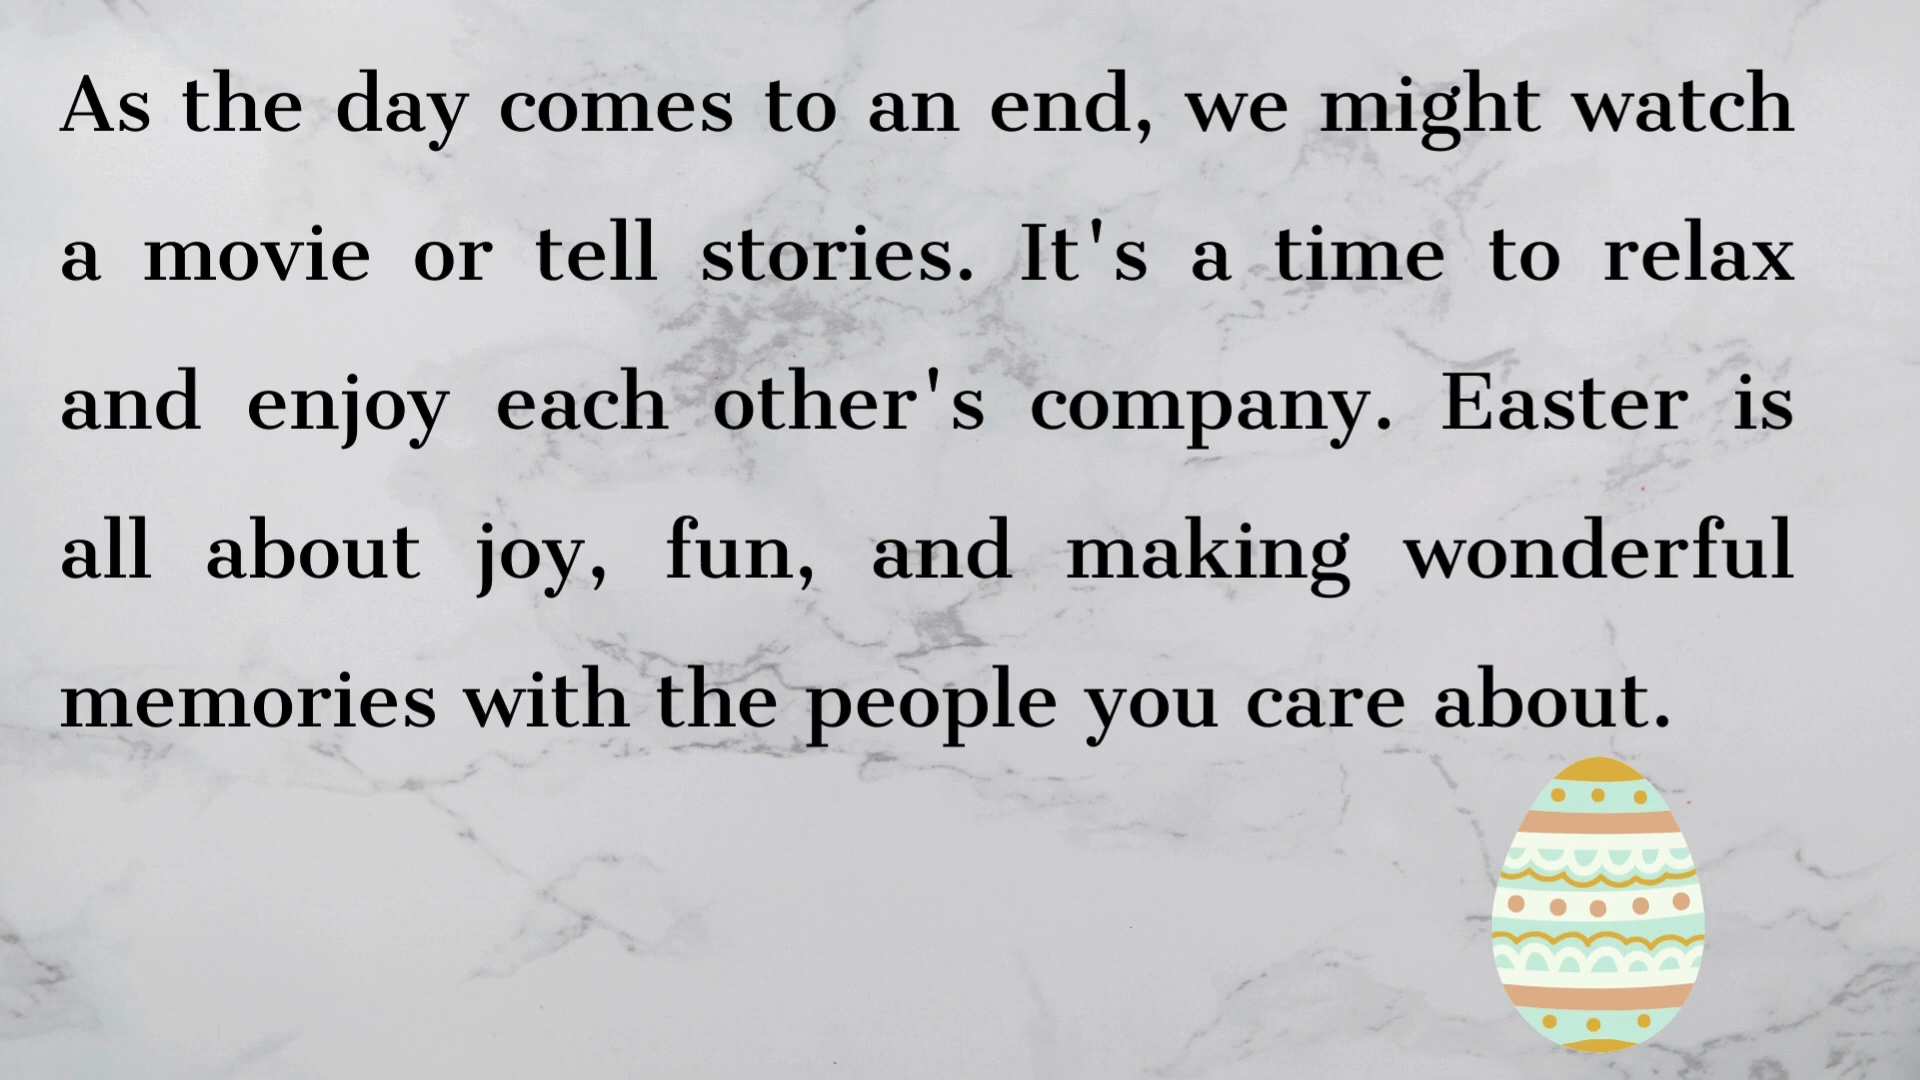 As the day comes to an end, we might watch
a movie or tell stories. It's a time to relax
and enjoy each other's company. Easter is
all about joy, fun, and making wonderful
memories with the people you care about.